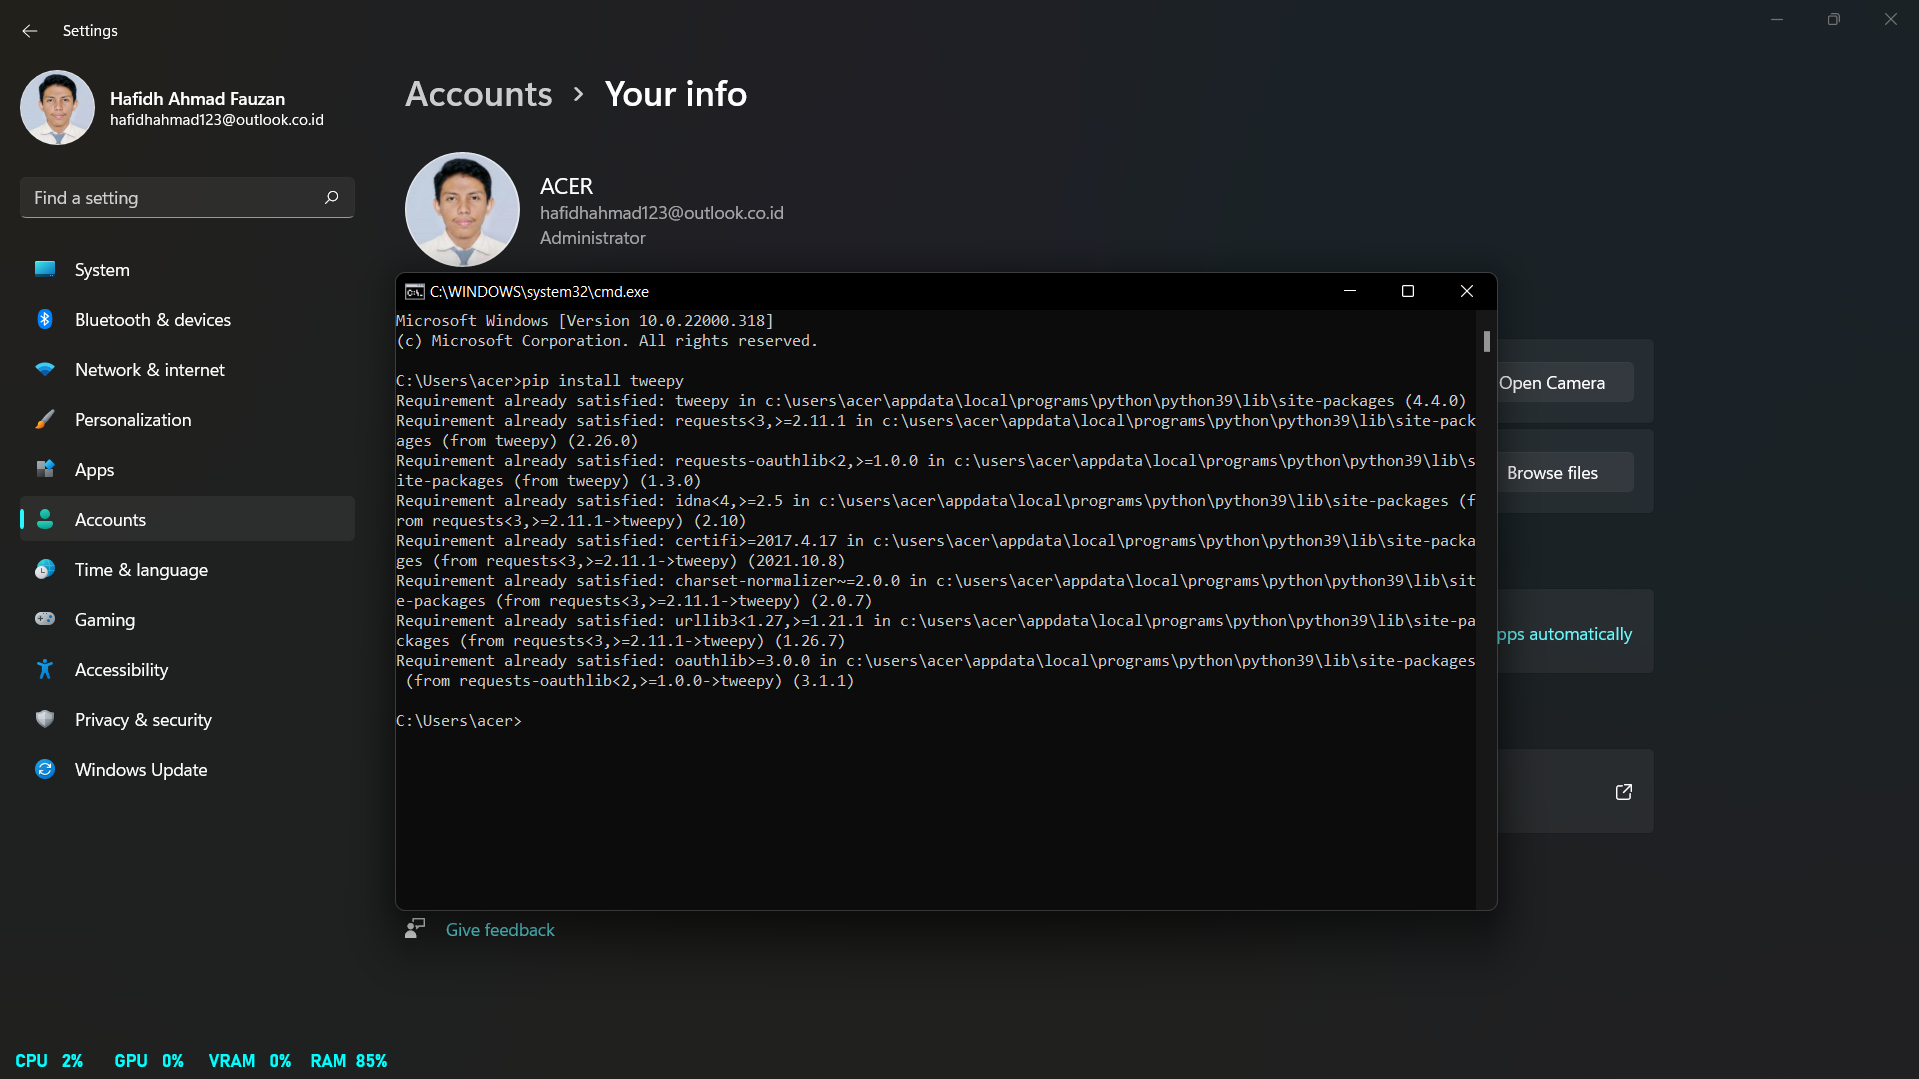 Settings
Hafidh Ahmad Fauzan
hafidhahmad123@outlook.co.id
Find a setting
System
Bluetooth & devices
Network & internet
Personalization
Apps
Accounts
Time & language
Gaming
Accessibility
Privacy & security
Windows Update
Accounts > Your info
ACER
hafidhahmad123@outlook.co.id
Administrator
C:\WINDOWS\system32\cmd.exe
Microsoft Windows [Version 10.0.22000.318]
(c) Microsoft Corporation. All rights reserved.
C:\Users\acer>pip install tweepy
Requirement already satisfied: tweepy in c:\users\acer\appdata\local\programs\python\python39\lib\site-packages (4.4.0)
Requirement already satisfied: requests<3,>=2.11.1 in c:\users\acer\appdata\local\programs\python\python39\lib\site-pack
ages (from tweepy) (2.26.0)
Requirement already satisfied: requests-oauthlib<2,>=1.0.0 in c:\users\acer\appdata\local\programs\python\python39\lib\s
ite-packages (from tweepy) (1.3.0)
Requirement already satisfied: idna<4,>=2.5 in c:\users\acer\appdata\local\programs\python\python39\lib\site-packages (f
rom requests<3,>=2.11.1->tweepy) (2.10)
Requirement already satisfied: certifi>=2017.4.17 in c:\users\acer\appdata\local\programs\python\python39\lib\site-packa
ges (from requests<3,>=2.11.1->tweepy) (2021.10.8)
Requirement already satisfied: charset-normalizer~=2.0.0 in c:\users\acer\appdata\local\programs\python\python39\lib\sit
e-packages (from requests<3,>=2.11.1->tweepy) (2.0.7)
Requirement already satisfied: urllib3<1.27,>=1.21.1 in c:\users\acer\appdata\local\programs\python\python39\lib\site-pa
ckages (from requests<3,>=2.11.1->tweepy) (1.26.7)
Requirement already satisfied: oauthlib>=3.0.0 in c:\users\acer\appdata\local\programs\python\python39\lib\site-packages
 (from requests-oauthlib<2,>=1.0.0->tweepy) (3.1.1)
C:\Users\acer>
Open Camera
Browse files
pps automatically
Give feedback
CPU 2% GPU 0% VRAM 0% RAM 85%